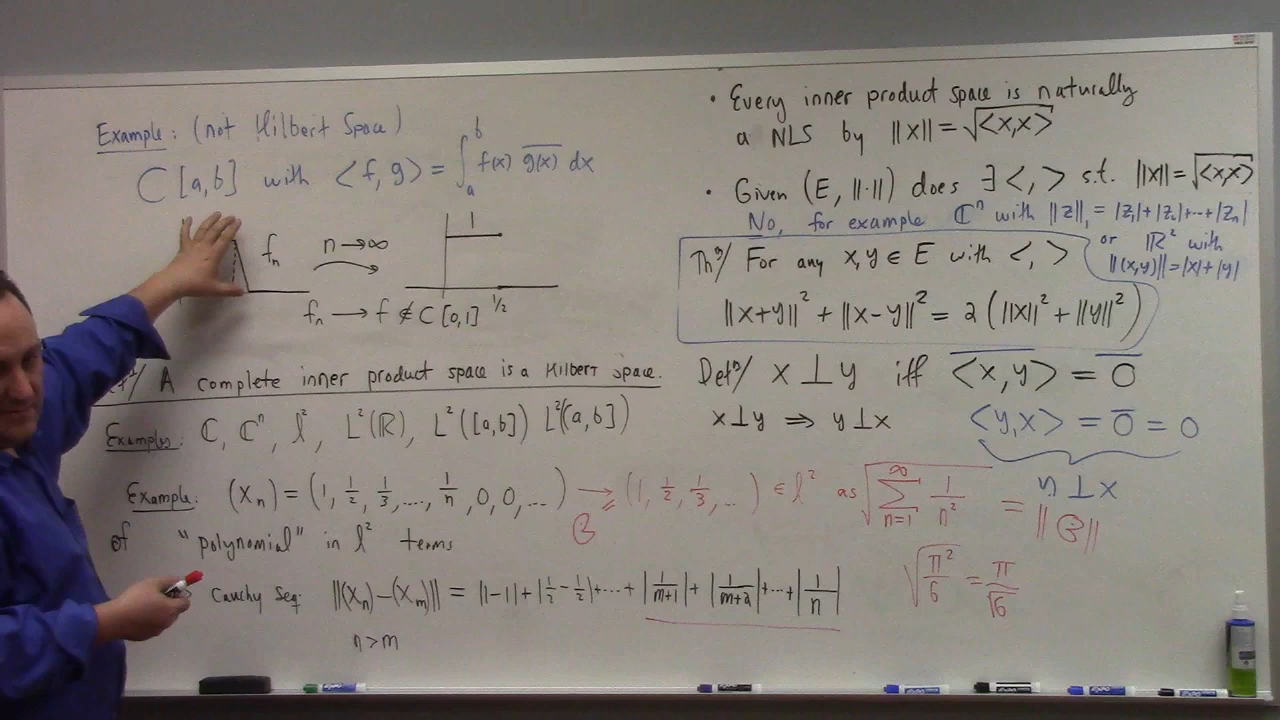 Example: (not Hilbert Space)
C [a,b] with <f, g> = ∫_a^b f(x) \overline{g(x)} dx
f_n n→∞ 1
f_n → f ∉ C [0,1] 1/2
A complete inner product space is a Hilbert space.
Examples: ℂ, ℂ^n, l^2, L^2(ℝ), L^2([a,b]) L^2((a,b])
Example: (x_n) = (1, 1/2, 1/3, ..., 1/n, 0, 0, ...) → (1, 1/2, 1/3, ..) ∈ l^2 as √(∑_{n=1}^∞ 1/n^2) =
of "polynomial" in l^2 terms
Cauchy Seq: ||(x_n)-(x_m)|| = |1-1| + |1/2 - 1/2| + ... + |1/(m+1)| + |1/(m+2)| + ... + |1/n|
n>m
√(π^2/6) = π/√6
• Every inner product space is naturally
a NLS by ||x|| = √<x,x>
• Given (E, ||·||) does ∃ <,> s.t. ||x|| = √<x,x>
No, for example ℂ^n with ||z||_1 = |z_1|+|z_2|+...+|z_n|
or ℝ^2 with
||(x,y)|| = |x|+|y|
Th^m/ For any x,y ∈ E with <,>
||x+y||^2 + ||x-y||^2 = 2 (||x||^2 + ||y||^2)
Def^n/ x ⊥ y iff \overline{<x,y>} = \overline{0}
x⊥y ⇒ y⊥x
<y,x> = \overline{0} = 0
y ⊥ x